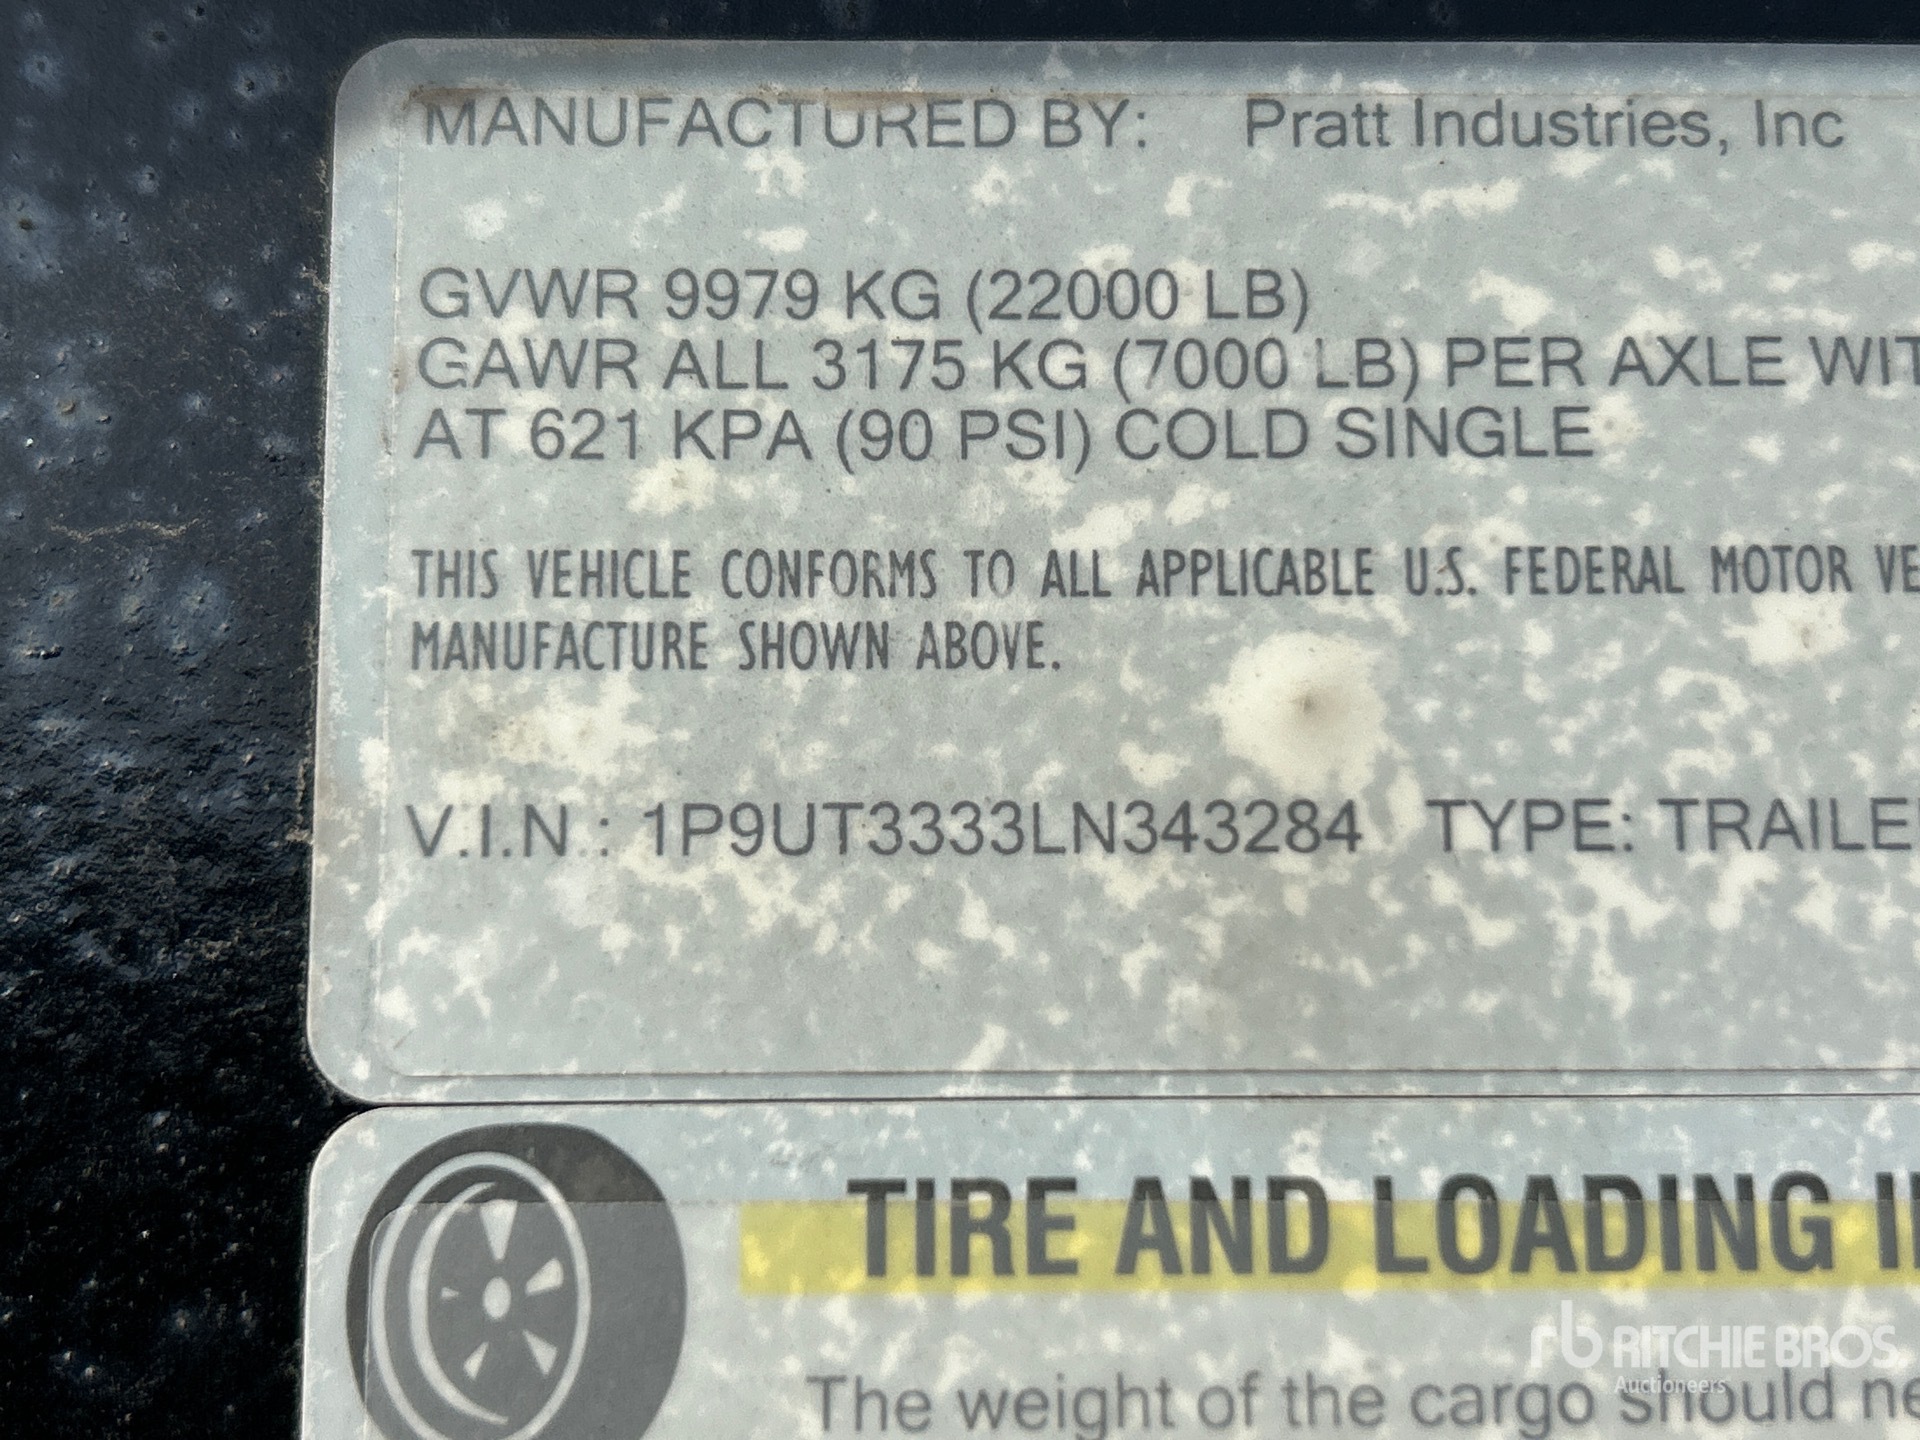 MANUFACTURED BY: Pratt Industries, Inc
GVWR 9979 KG (22000 LB)
GAWR ALL 3175 KG (7000 LB) PER AXLE WIT
AT 621 KPA (90 PSI) COLD SINGLE
THIS VEHICLE CONFORMS TO ALL APPLICABLE U.S. FEDERAL MOTOR VE
MANUFACTURE SHOWN ABOVE.
V.I.N.: 1P9UT3333LN343284 TYPE: TRAILE
TIRE AND LOADING I
The weight of the cargo should ne
rb RITCHIE BROS.
Auctioneers